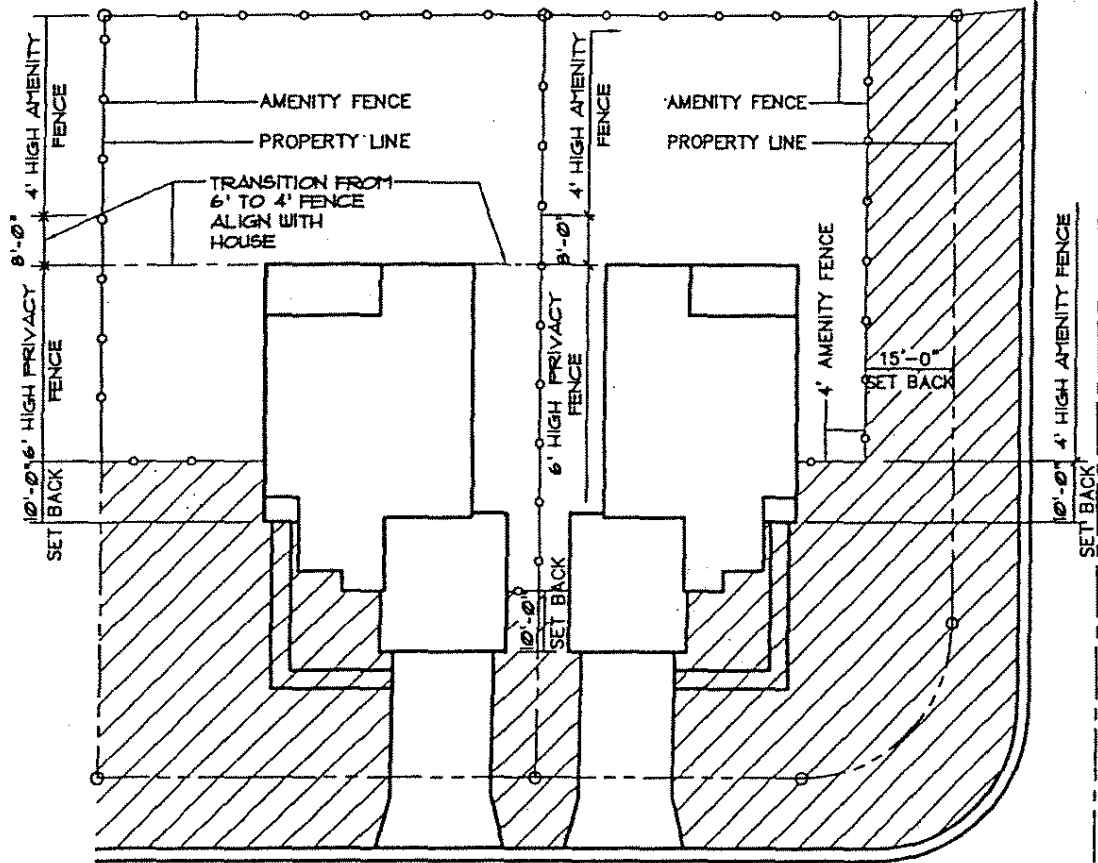 4' HIGH AMENITY
FENCE
AMENITY FENCE
PROPERTY LINE
TRANSITION FROM
6' TO 4' FENCE
ALIGN WITH
HOUSE
8'-0"
6' HIGH PRIVACY
FENCE
10'-0"
SET BACK
4' HIGH AMENITY
FENCE
8'-0"
6' HIGH PRIVACY
FENCE
10'-0"
SET BACK
AMENITY FENCE
PROPERTY LINE
4' AMENITY FENCE
15'-0"
SET BACK
4' HIGH AMENITY FENCE
10'-0"
SET BACK